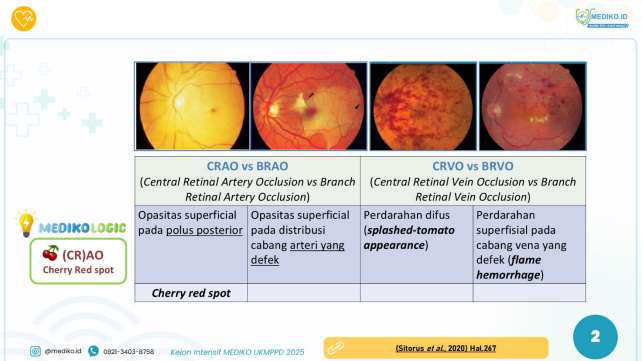 MEDIKO.ID
CRAO vs BRAO
(Central Retinal Artery Occlusion vs Branch
Retinal Artery Occlusion)
CRVO vs BRVO
(Central Retinal Vein Occlusion vs Branch
Retinal Vein Occlusion)
Opasitas superficial
pada polus posterior
Opasitas superficial
pada distribusi
cabang arteri yang
defek
Perdarahan difus
(splashed-tomato
appearance)
Perdarahan
superfisial pada
cabang vena yang
defek (flame
hemorrhage)
Cherry red spot
MEDIKOLOGIC
(CR)AO
Cherry Red spot
@mediko.id
0821-3403-8758
Kelon Intensif MEDIKO UKMPPD 2025
(Sitorus et al., 2020) Hal.267
2